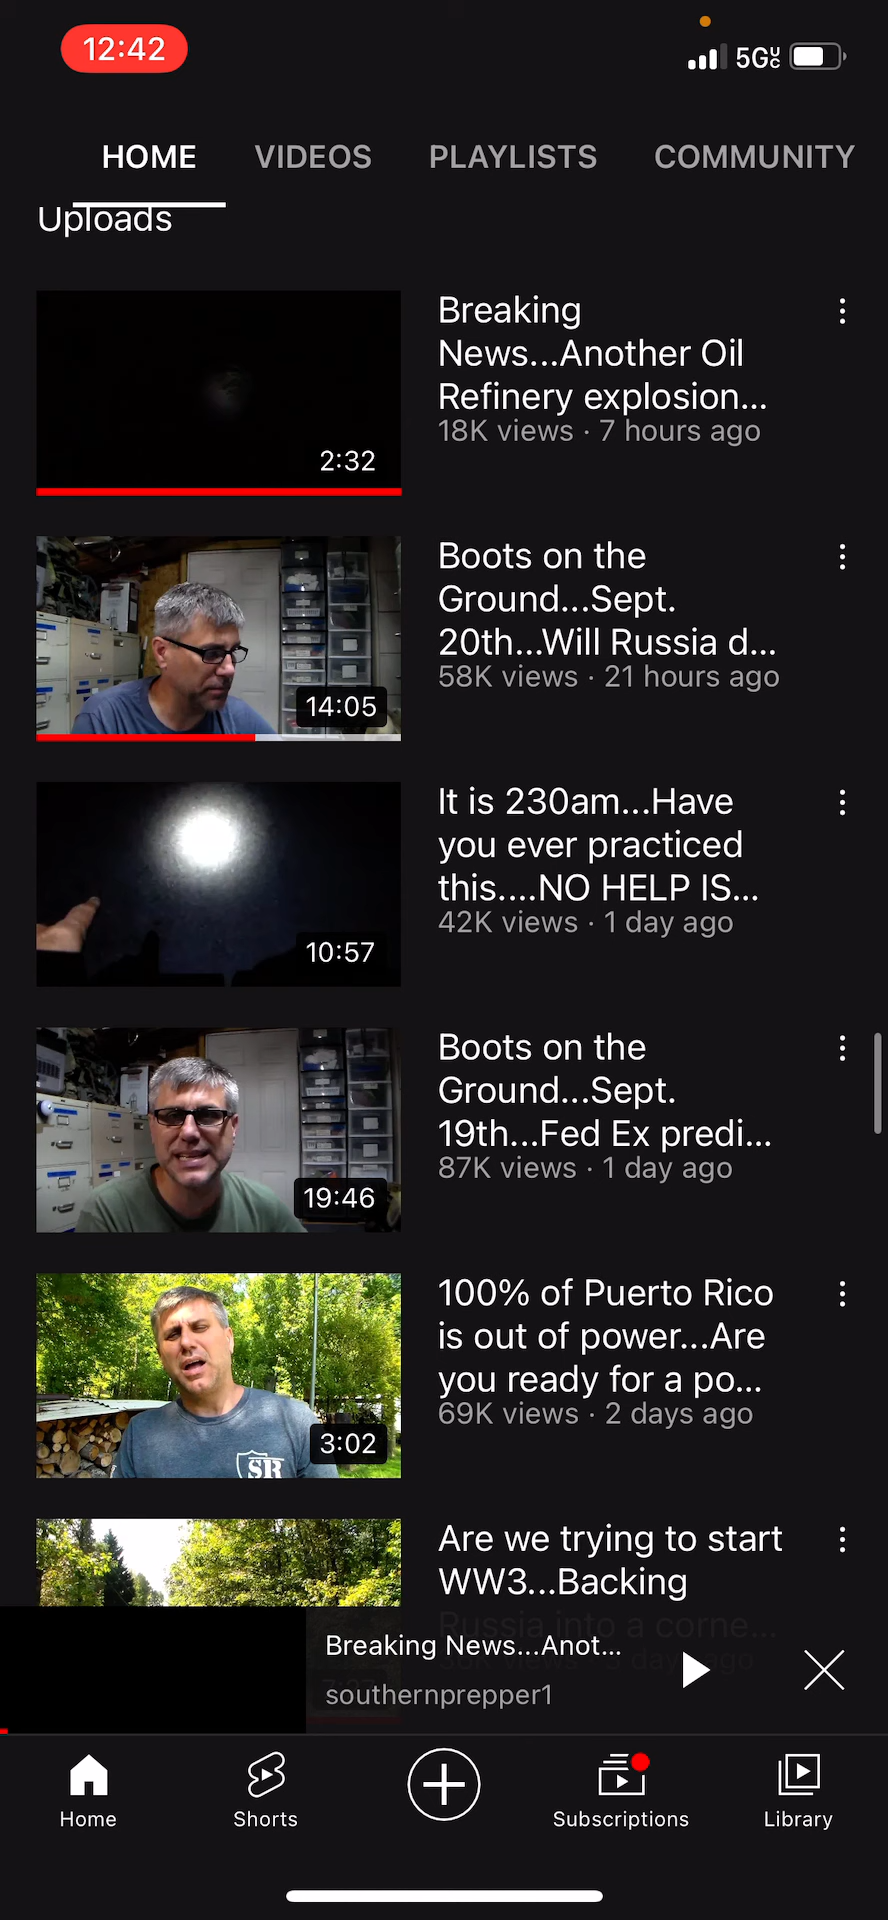 12:42
5GUC
HOME VIDEOS PLAYLISTS COMMUNITY
Uploads
2:32
Breaking
News...Another Oil
Refinery explosion...
18K views · 7 hours ago
14:05
Boots on the
Ground...Sept.
20th...Will Russia d...
58K views · 21 hours ago
10:57
It is 230am...Have
you ever practiced
this....NO HELP IS...
42K views · 1 day ago
19:46
Boots on the
Ground...Sept.
19th...Fed Ex predi...
87K views · 1 day ago
3:02
SR
100% of Puerto Rico
is out of power...Are
you ready for a po...
69K views · 2 days ago
Are we trying to start
WW3...Backing
Russia into a corne...
Breaking News...Anot...
southernprepper1
Home Shorts Subscriptions Library